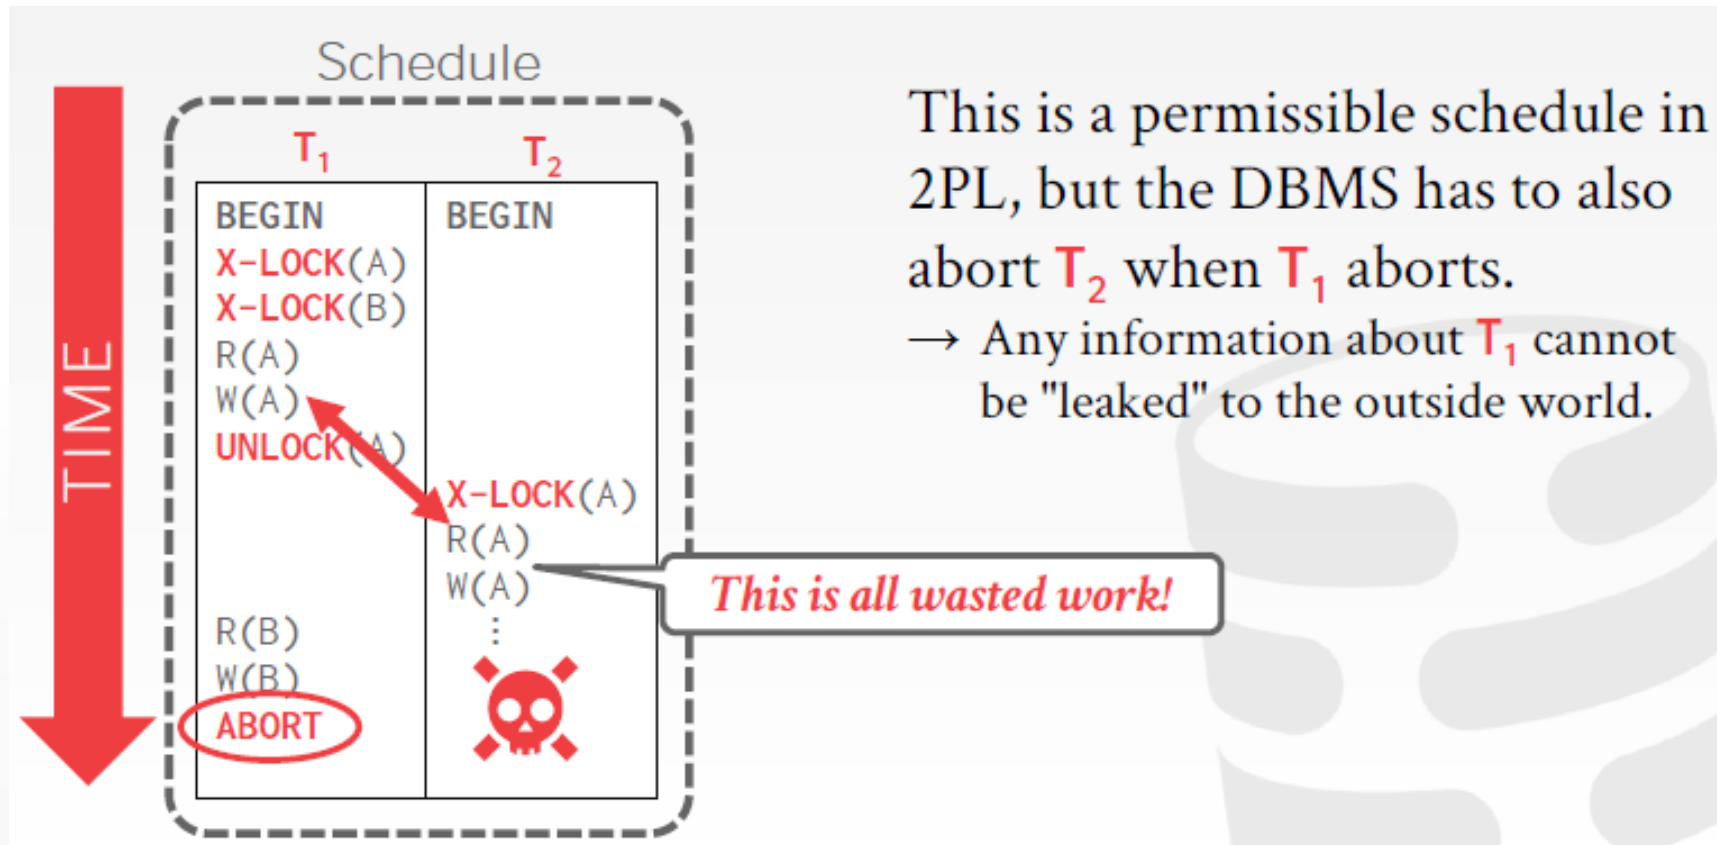 Schedule
TIME
T₁ T₂
BEGIN BEGIN
X-LOCK(A)
X-LOCK(B)
R(A)
W(A)
UNLOCK(A)
X-LOCK(A)
R(A)
W(A)
⋮
R(B)
W(B)
ABORT
This is all wasted work!
This is a permissible schedule in
2PL, but the DBMS has to also
abort T₂ when T₁ aborts.
→ Any information about T₁ cannot
be "leaked" to the outside world.